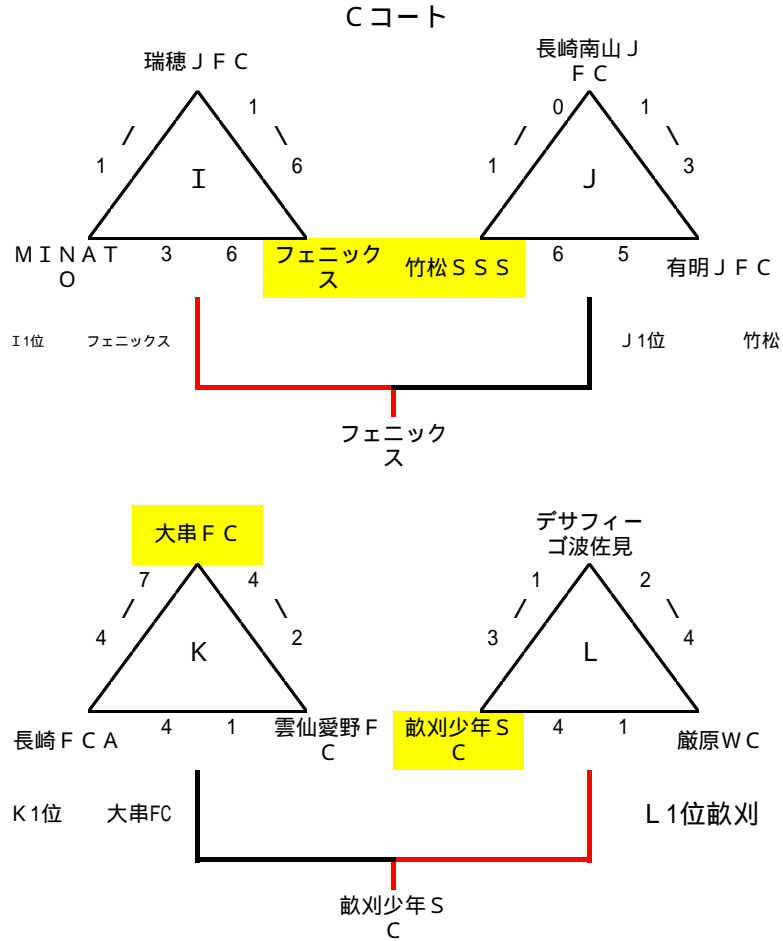 Ｃコート
瑞穂ＪＦＣ
長崎南山Ｊ
ＦＣ
1
0
1
/
\
/
\
1
6
1
3
I
J
ＭＩＮＡＴ
Ｏ
3
6
フェニック
ス
竹松ＳＳＳ
6
5
有明ＪＦＣ
I1位 フェニックス
Ｊ1位 竹松
フェニック
ス
大串ＦＣ
デサフィー
ゴ波佐見
7
4
1
2
/
\
/
\
4
2
3
4
K
L
長崎ＦＣＡ
4
1
雲仙愛野Ｆ
Ｃ
畝刈少年Ｓ
Ｃ
4
1
厳原ＷＣ
Ｋ1位 大串FC
Ｌ1位畝刈
畝刈少年Ｓ
Ｃ